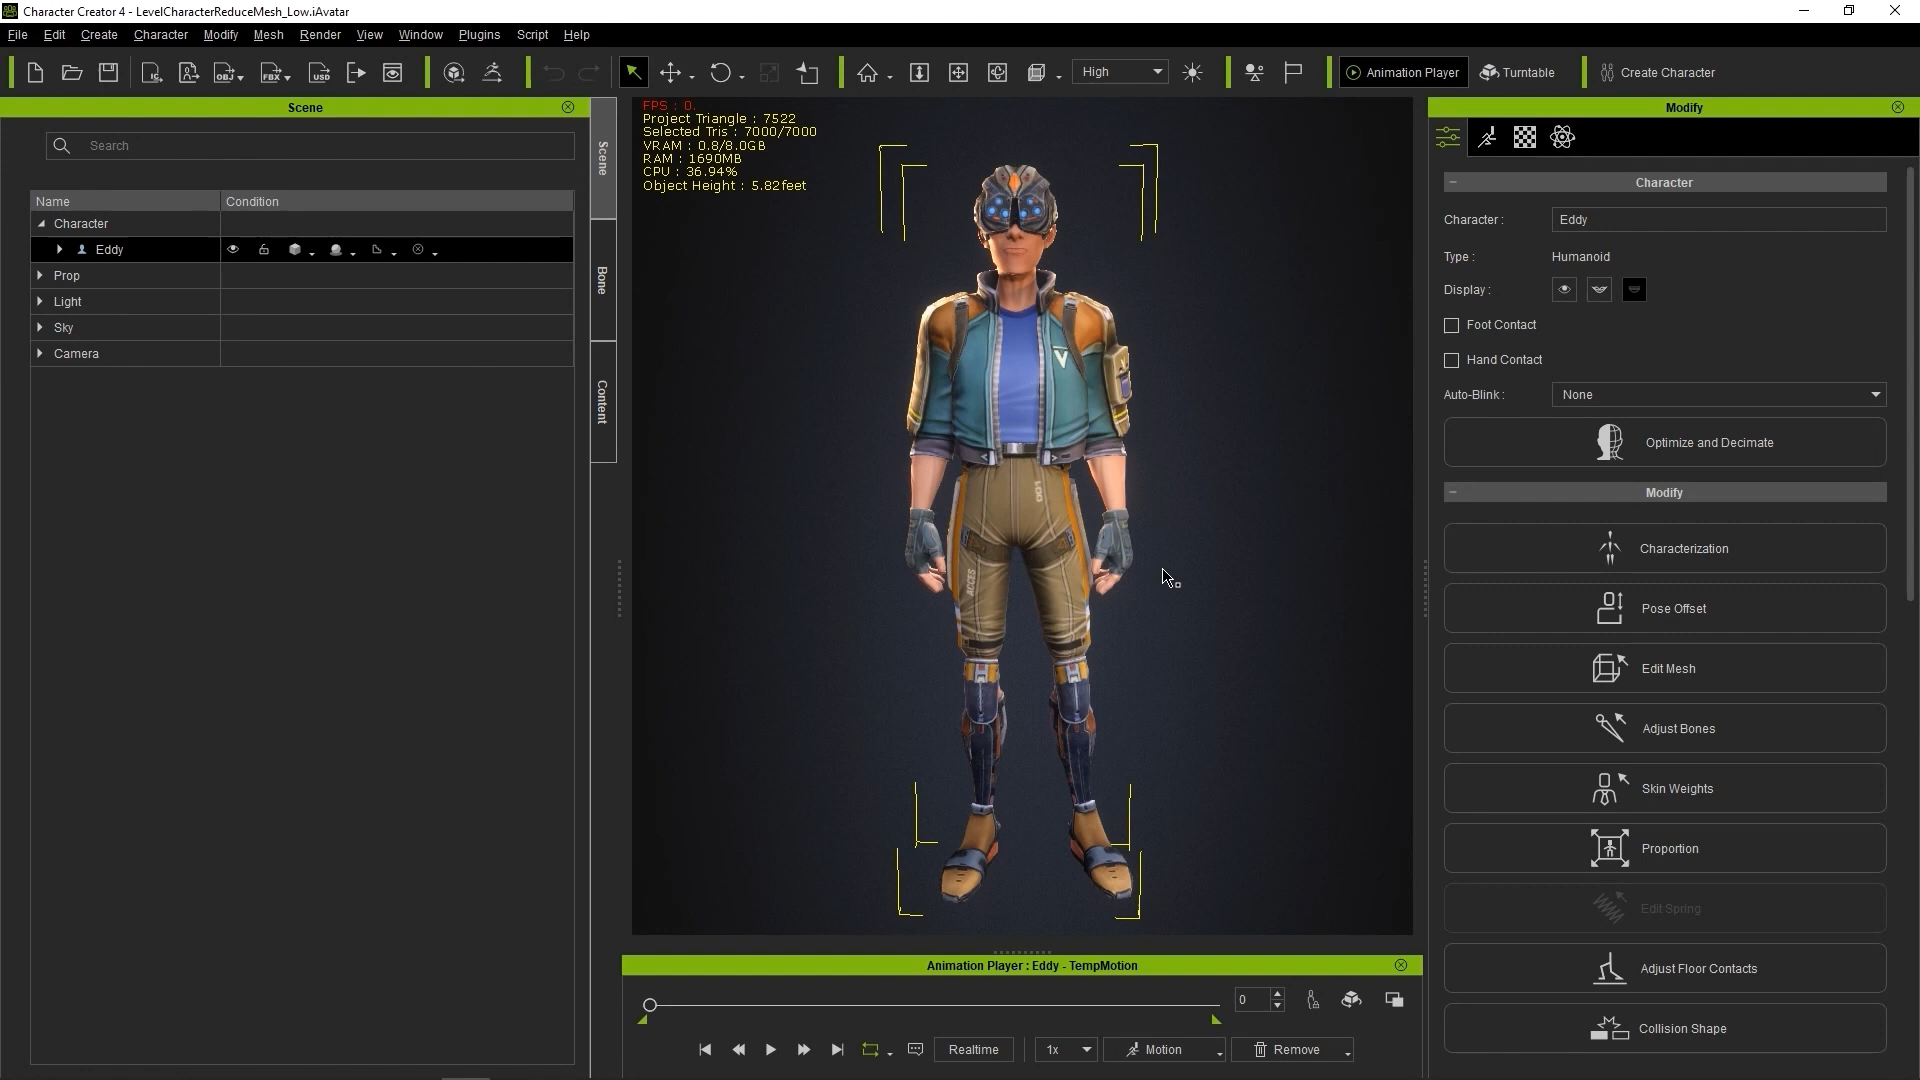 Character Creator 4 - LevelCharacterReduceMesh_Low.iAvatar
File Edit Create Character Modify Mesh Render View Window Plugins Script Help
High Animation Player Turntable Create Character
Scene
Search
Name Condition
Character
Eddy
Prop
Light
Sky
Camera
Scene
Bone
Content
FPS : 0.
Project Triangle : 7522
Selected Tris : 7000/7000
VRAM : 0.8/8.0GB
RAM : 1690MB
CPU : 36.94%
Object Height : 5.82feet
V
ACCES
Animation Player : Eddy - TempMotion
0
Realtime 1x Motion Remove
Modify
Character
Character : Eddy
Type : Humanoid
Display :
Foot Contact
Hand Contact
Auto-Blink : None
Optimize and Decimate
Modify
Characterization
Pose Offset
Edit Mesh
Adjust Bones
Skin Weights
Proportion
Edit Spring
Adjust Floor Contacts
Collision Shape